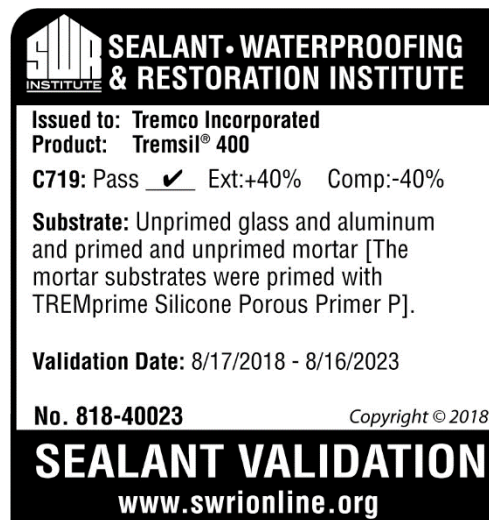 SWR
INSTITUTE
SEALANT • WATERPROOFING
& RESTORATION INSTITUTE
Issued to: Tremco Incorporated
Product: Tremsil® 400
C719: Pass ✔ Ext:+40% Comp:-40%
Substrate: Unprimed glass and aluminum
and primed and unprimed mortar [The
mortar substrates were primed with
TREMprime Silicone Porous Primer P].
Validation Date: 8/17/2018 - 8/16/2023
No. 818-40023 Copyright © 2018
SEALANT VALIDATION
www.swrionline.org